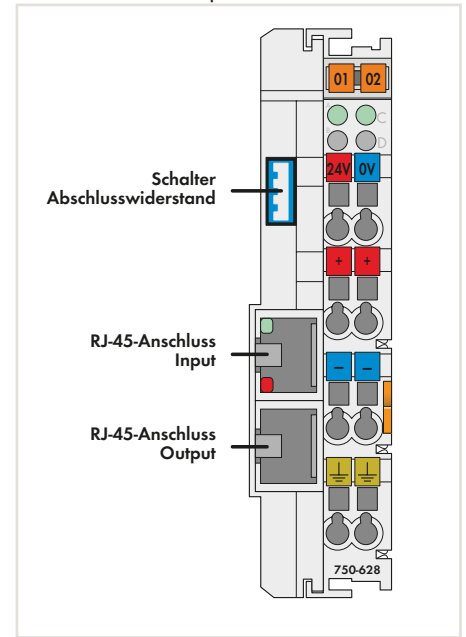 01 02
A C
B D
24V 0V
Schalter
Abschlusswiderstand
+ +
RJ-45-Anschluss
Input
– –
RJ-45-Anschluss
Output
750-628